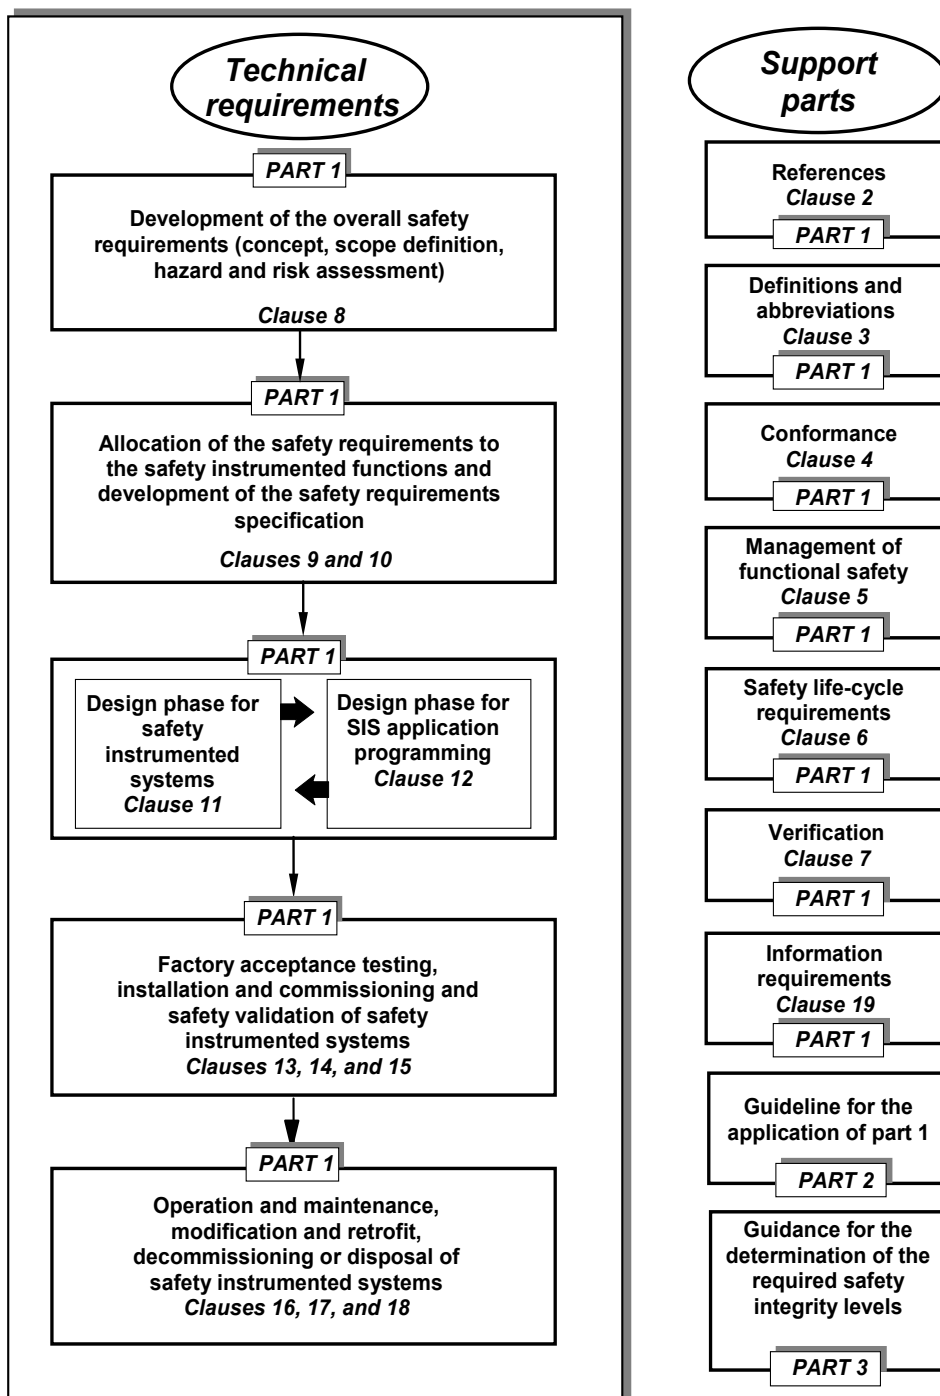 Technical
requirements
PART 1
Development of the overall safety
requirements (concept, scope definition,
hazard and risk assessment)
Clause 8
PART 1
Allocation of the safety requirements to
the safety instrumented functions and
development of the safety requirements
specification
Clauses 9 and 10
PART 1
Design phase for
safety
instrumented
systems
Clause 11
Design phase for
SIS application
programming
Clause 12
PART 1
Factory acceptance testing,
installation and commissioning and
safety validation of safety
instrumented systems
Clauses 13, 14, and 15
PART 1
Operation and maintenance,
modification and retrofit,
decommissioning or disposal of
safety instrumented systems
Clauses 16, 17, and 18
Support
parts
References
Clause 2
PART 1
Definitions and
abbreviations
Clause 3
PART 1
Conformance
Clause 4
PART 1
Management of
functional safety
Clause 5
PART 1
Safety life-cycle
requirements
Clause 6
PART 1
Verification
Clause 7
PART 1
Information
requirements
Clause 19
PART 1
Guideline for the
application of part 1
PART 2
Guidance for the
determination of the
required safety
integrity levels
PART 3